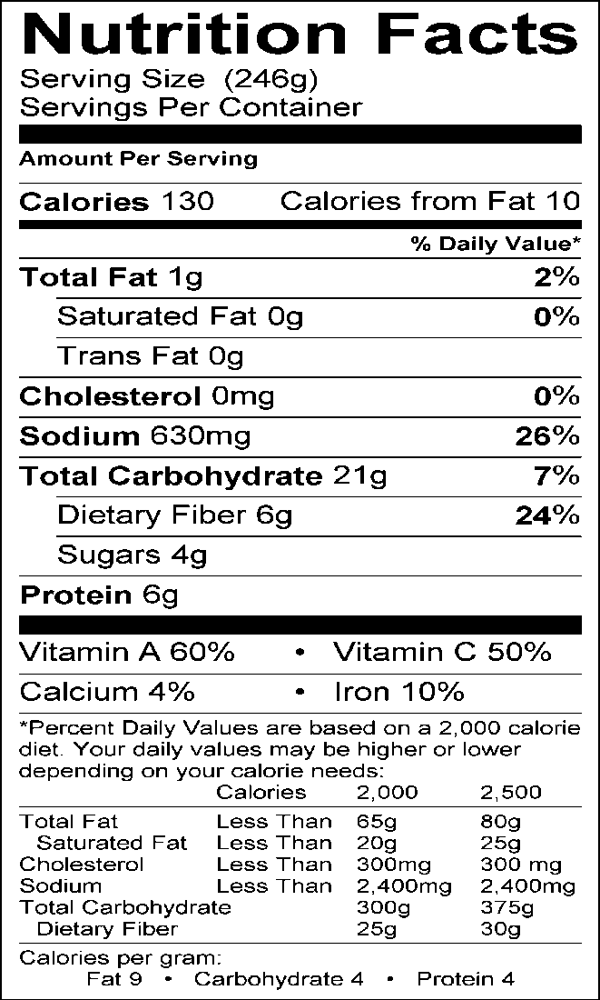 Nutrition Facts
Serving Size (246g)
Servings Per Container
Amount Per Serving
Calories 130 Calories from Fat 10
% Daily Value*
Total Fat 1g 2%
Saturated Fat 0g 0%
Trans Fat 0g
Cholesterol 0mg 0%
Sodium 630mg 26%
Total Carbohydrate 21g 7%
Dietary Fiber 6g 24%
Sugars 4g
Protein 6g
Vitamin A 60% • Vitamin C 50%
Calcium 4% • Iron 10%
*Percent Daily Values are based on a 2,000 calorie
diet. Your daily values may be higher or lower
depending on your calorie needs:
Calories 2,000 2,500
Total Fat Less Than 65g 80g
Saturated Fat Less Than 20g 25g
Cholesterol Less Than 300mg 300 mg
Sodium Less Than 2,400mg 2,400mg
Total Carbohydrate 300g 375g
Dietary Fiber 25g 30g
Calories per gram:
Fat 9 • Carbohydrate 4 • Protein 4